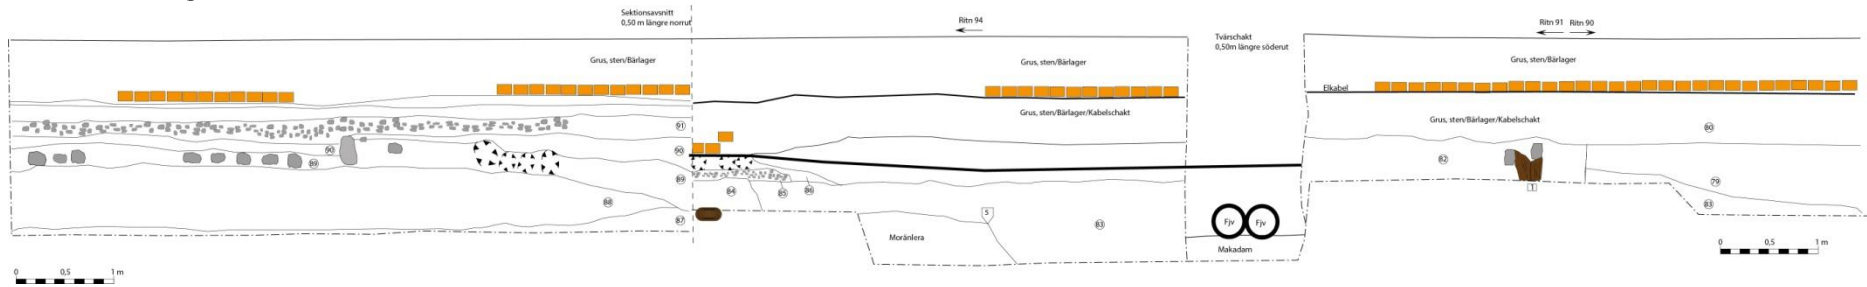 Sektionsavsnitt
0,50 m längre norrut
Ritn 94
Tvärschakt
0,50m längre söderut
Ritn 91 Ritn 90
Grus, sten/Bärlager
Grus, sten/Bärlager
Grus, sten/Bärlager
Elkabel
Grus, sten/Bärlager/Kabelschakt
Grus, sten/Bärlager/Kabelschakt
91
80
90
90
89
82
89
84
85
86
1
79
88
87
5
83
Fjv
Fjv
83
Moränlera
Makadam
0 0,5 1 m
0 0,5 1 m